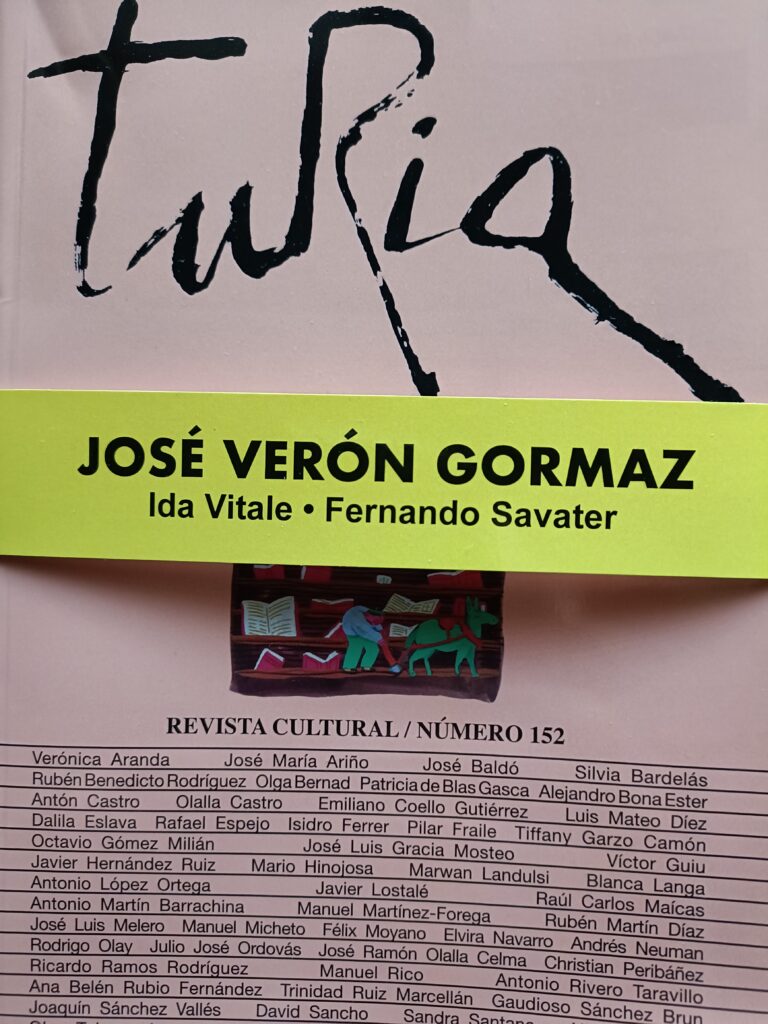 tuRia
JOSÉ VERÓN GORMAZ
Ida Vitale • Fernando Savater
REVISTA CULTURAL / NÚMERO 152
Verónica Aranda José María Ariño José Baldó Silvia Bardelás
Rubén Benedicto Rodríguez Olga Bernad Patricia de Blas Gasca Alejandro Bona Ester
Antón Castro Olalla Castro Emiliano Coello Gutiérrez Luis Mateo Díez
Dalila Eslava Rafael Espejo Isidro Ferrer Pilar Fraile Tiffany Garzo Camón
Octavio Gómez Milián José Luis Gracia Mosteo Víctor Guiu
Javier Hernández Ruiz Mario Hinojosa Marwan Landulsi Blanca Langa
Antonio López Ortega Javier Lostalé Raúl Carlos Maícas
Antonio Martín Barrachina Manuel Martínez-Forega Rubén Martín Díaz
José Luis Melero Manuel Micheto Félix Moyano Elvira Navarro Andrés Neuman
Rodrigo Olay Julio José Ordovás José Ramón Olalla Celma Christian Peribáñez
Ricardo Ramos Rodríguez Manuel Rico Antonio Rivero Taravillo
Ana Belén Rubio Fernández Trinidad Ruiz Marcellán Gaudioso Sánchez Brun
Joaquín Sánchez Vallés David Sancho Sandra Santana